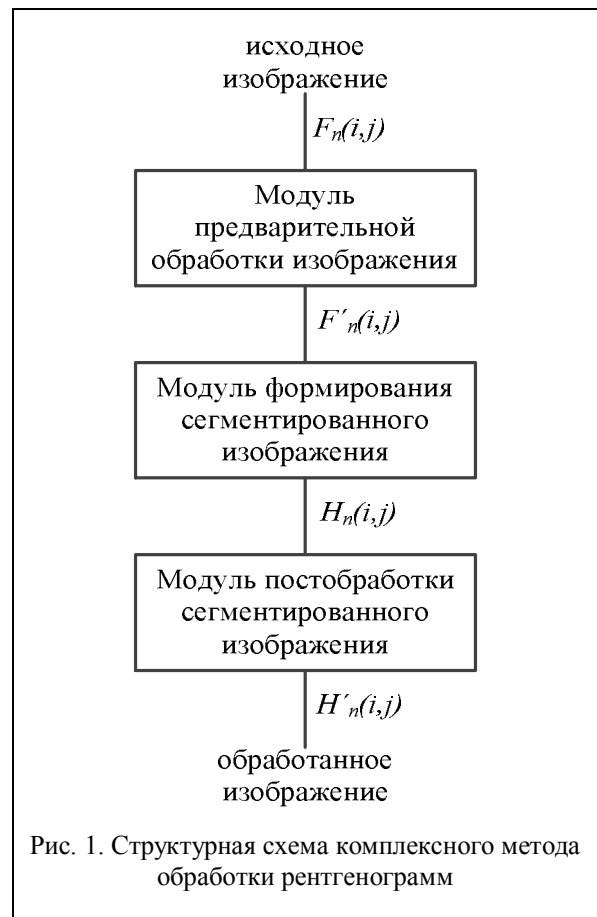 исходное
изображение
Fn(i,j)
Модуль
предварительной
обработки изображения
F′n(i,j)
Модуль формирования
сегментированного
изображения
Hn(i,j)
Модуль постобработки
сегментированного
изображения
H′n(i,j)
обработанное
изображение
Рис. 1. Структурная схема комплексного метода
обработки рентгенограмм